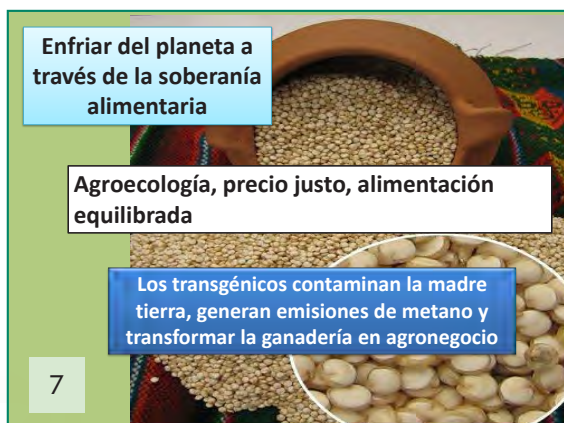 Enfriar del planeta a
través de la soberanía
alimentaria
Agroecología, precio justo, alimentación
equilibrada
Los transgénicos contaminan la madre
tierra, generan emisiones de metano y
transformar la ganadería en agronegocio
7